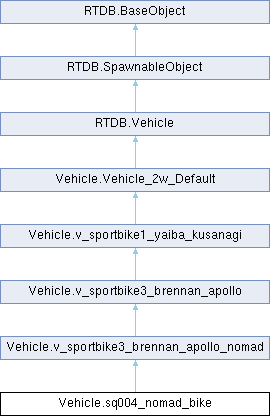 RTDB.BaseObject
RTDB.SpawnableObject
RTDB.Vehicle
Vehicle.Vehicle_2w_Default
Vehicle.v_sportbike1_yaiba_kusanagi
Vehicle.v_sportbike3_brennan_apollo
Vehicle.v_sportbike3_brennan_apollo_nomad
Vehicle.sq004_nomad_bike